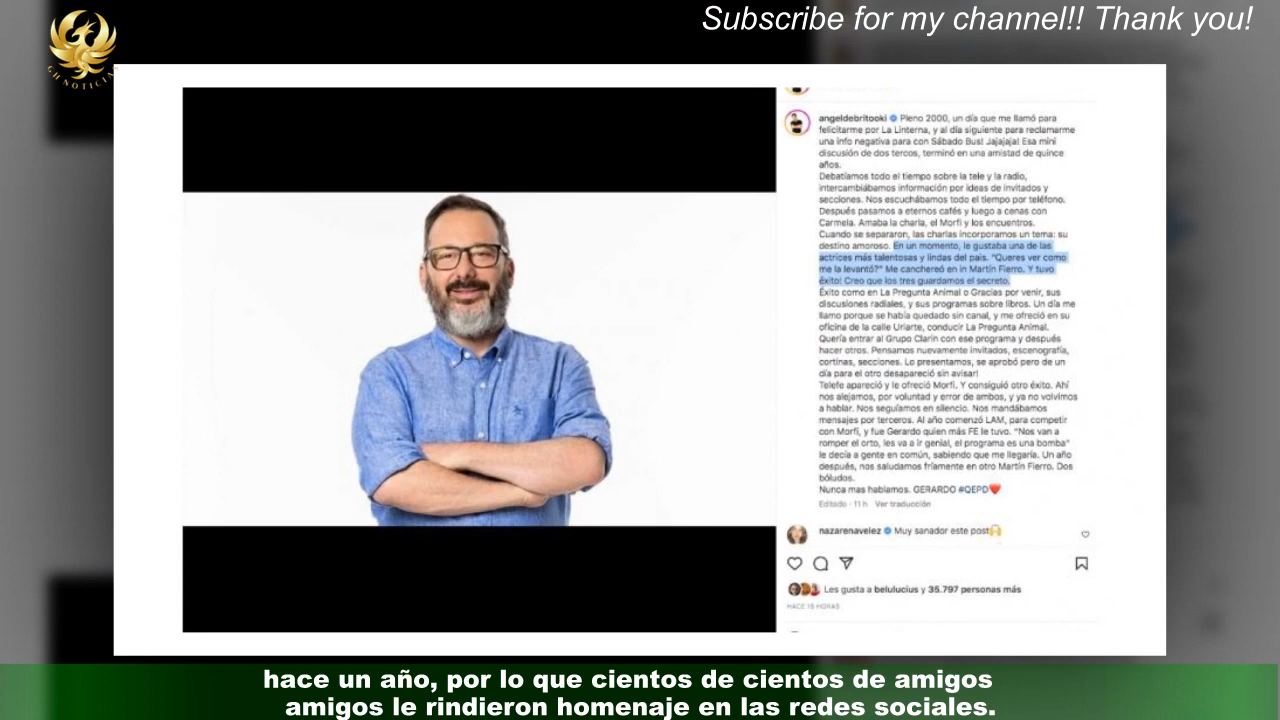 Subscribe for my channel!! Thank you!
GH NOTICIAS
angeldebritooki Pleno 2000, un día que me llamó para
felicitarme por La Linterna, y al día siguiente para reclamarme
una info negativa para con Sábado Bus! Jajajaja! Esa mini
discusión de dos tercos, terminó en una amistad de quince
años.
Debatíamos todo el tiempo sobre la tele y la radio,
intercambiábamos información por ideas de invitados y
secciones. Nos escuchábamos todo el tiempo por teléfono.
Después pasamos a eternos cafés y luego a cenas con
Carmela. Amaba la charla, el Morfi y los encuentros.
Cuando se separaron, las charlas incorporamos un tema: su
destino amoroso. En un momento, le gustaba una de las
actrices más talentosas y lindas del país. "Queres ver como
me la levantó?" Me canchereó en in Martín Fierro. Y tuvo
éxito! Creo que los tres guardamos el secreto.
Éxito como en La Pregunta Animal o Gracias por venir, sus
discusiones radiales, y sus programas sobre libros. Un día me
llamo porque se había quedado sin canal, y me ofreció en su
oficina de la calle Uriarte, conducir La Pregunta Animal.
Quería entrar al Grupo Clarin con ese programa y después
hacer otros. Pensamos nuevamente invitados, escenografía,
cortinas, secciones. Lo presentamos, se aprobó pero de un
día para el otro desapareció sin avisar!
Telefe apareció y le ofreció Morfi. Y consiguió otro éxito. Ahí
nos alejamos, por voluntad y error de ambos, y ya no volvimos
a hablar. Nos seguíamos en silencio. Nos mandábamos
mensajes por terceros. Al año comenzó LAM, para competir
con Morfi, y fue Gerardo quien más FE le tuvo. "Nos van a
romper el orto, les va a ir genial, el programa es una bomba"
le decía a gente en común, sabiendo que me llegaría. Un año
después, nos saludamos fríamente en otro Martín Fierro. Dos
bóludos.
Nunca mas hablamos. GERARDO #QEPD❤️
Editado · 11 h Ver traducción
nazarenavelez Muy sanador este post🙌
Les gusta a belulucius y 35.797 personas más
HACE 15 HORAS
hace un año, por lo que cientos de cientos de amigos
amigos le rindieron homenaje en las redes sociales.